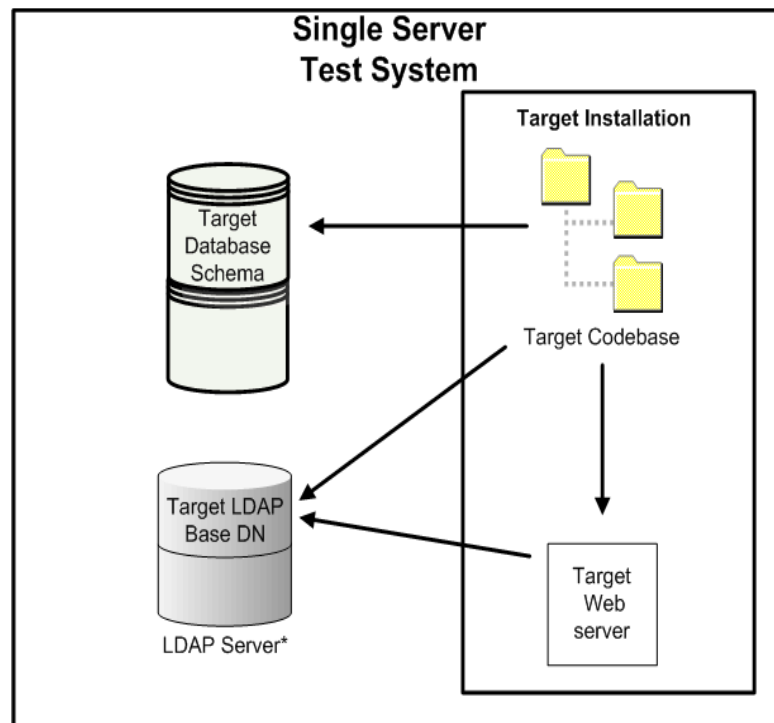 Single Server
Test System
Target Installation
Target
Database
Schema
Target Codebase
Target LDAP
Base DN
LDAP Server*
Target
Web
server